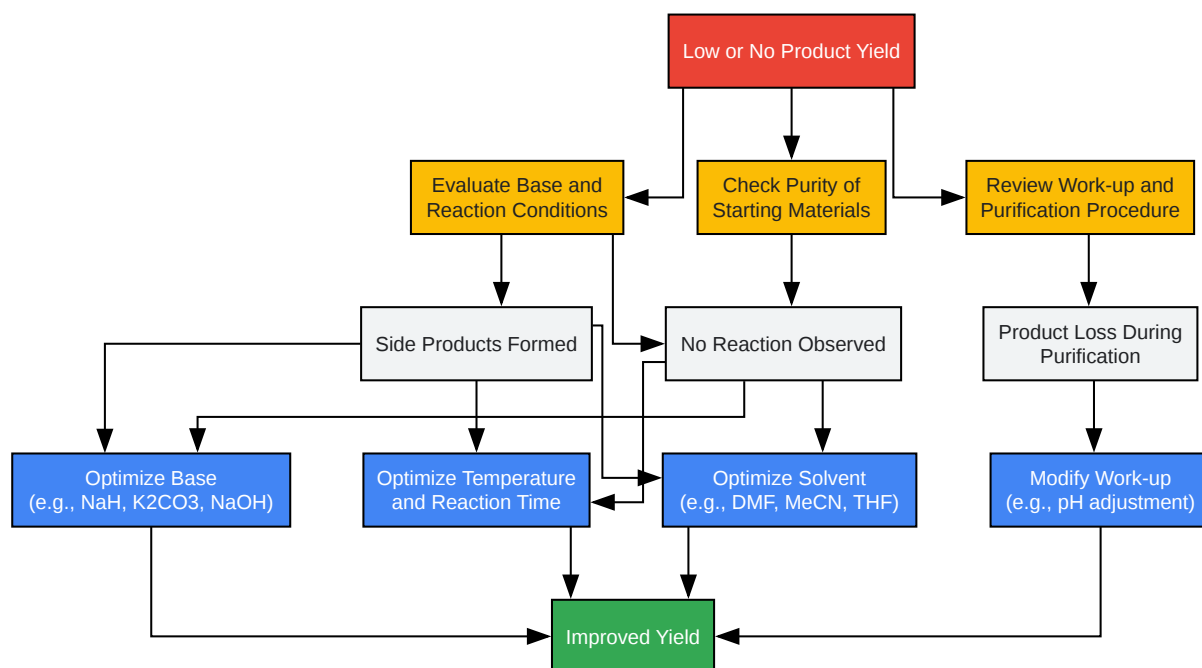 Low or No Product Yield
Evaluate Base and
Reaction Conditions
Check Purity of
Starting Materials
Review Work-up and
Purification Procedure
Side Products Formed
No Reaction Observed
Product Loss During
Purification
Optimize Base
(e.g., NaH, K2CO3, NaOH)
Optimize Temperature
and Reaction Time
Optimize Solvent
(e.g., DMF, MeCN, THF)
Modify Work-up
(e.g., pH adjustment)
Improved Yield